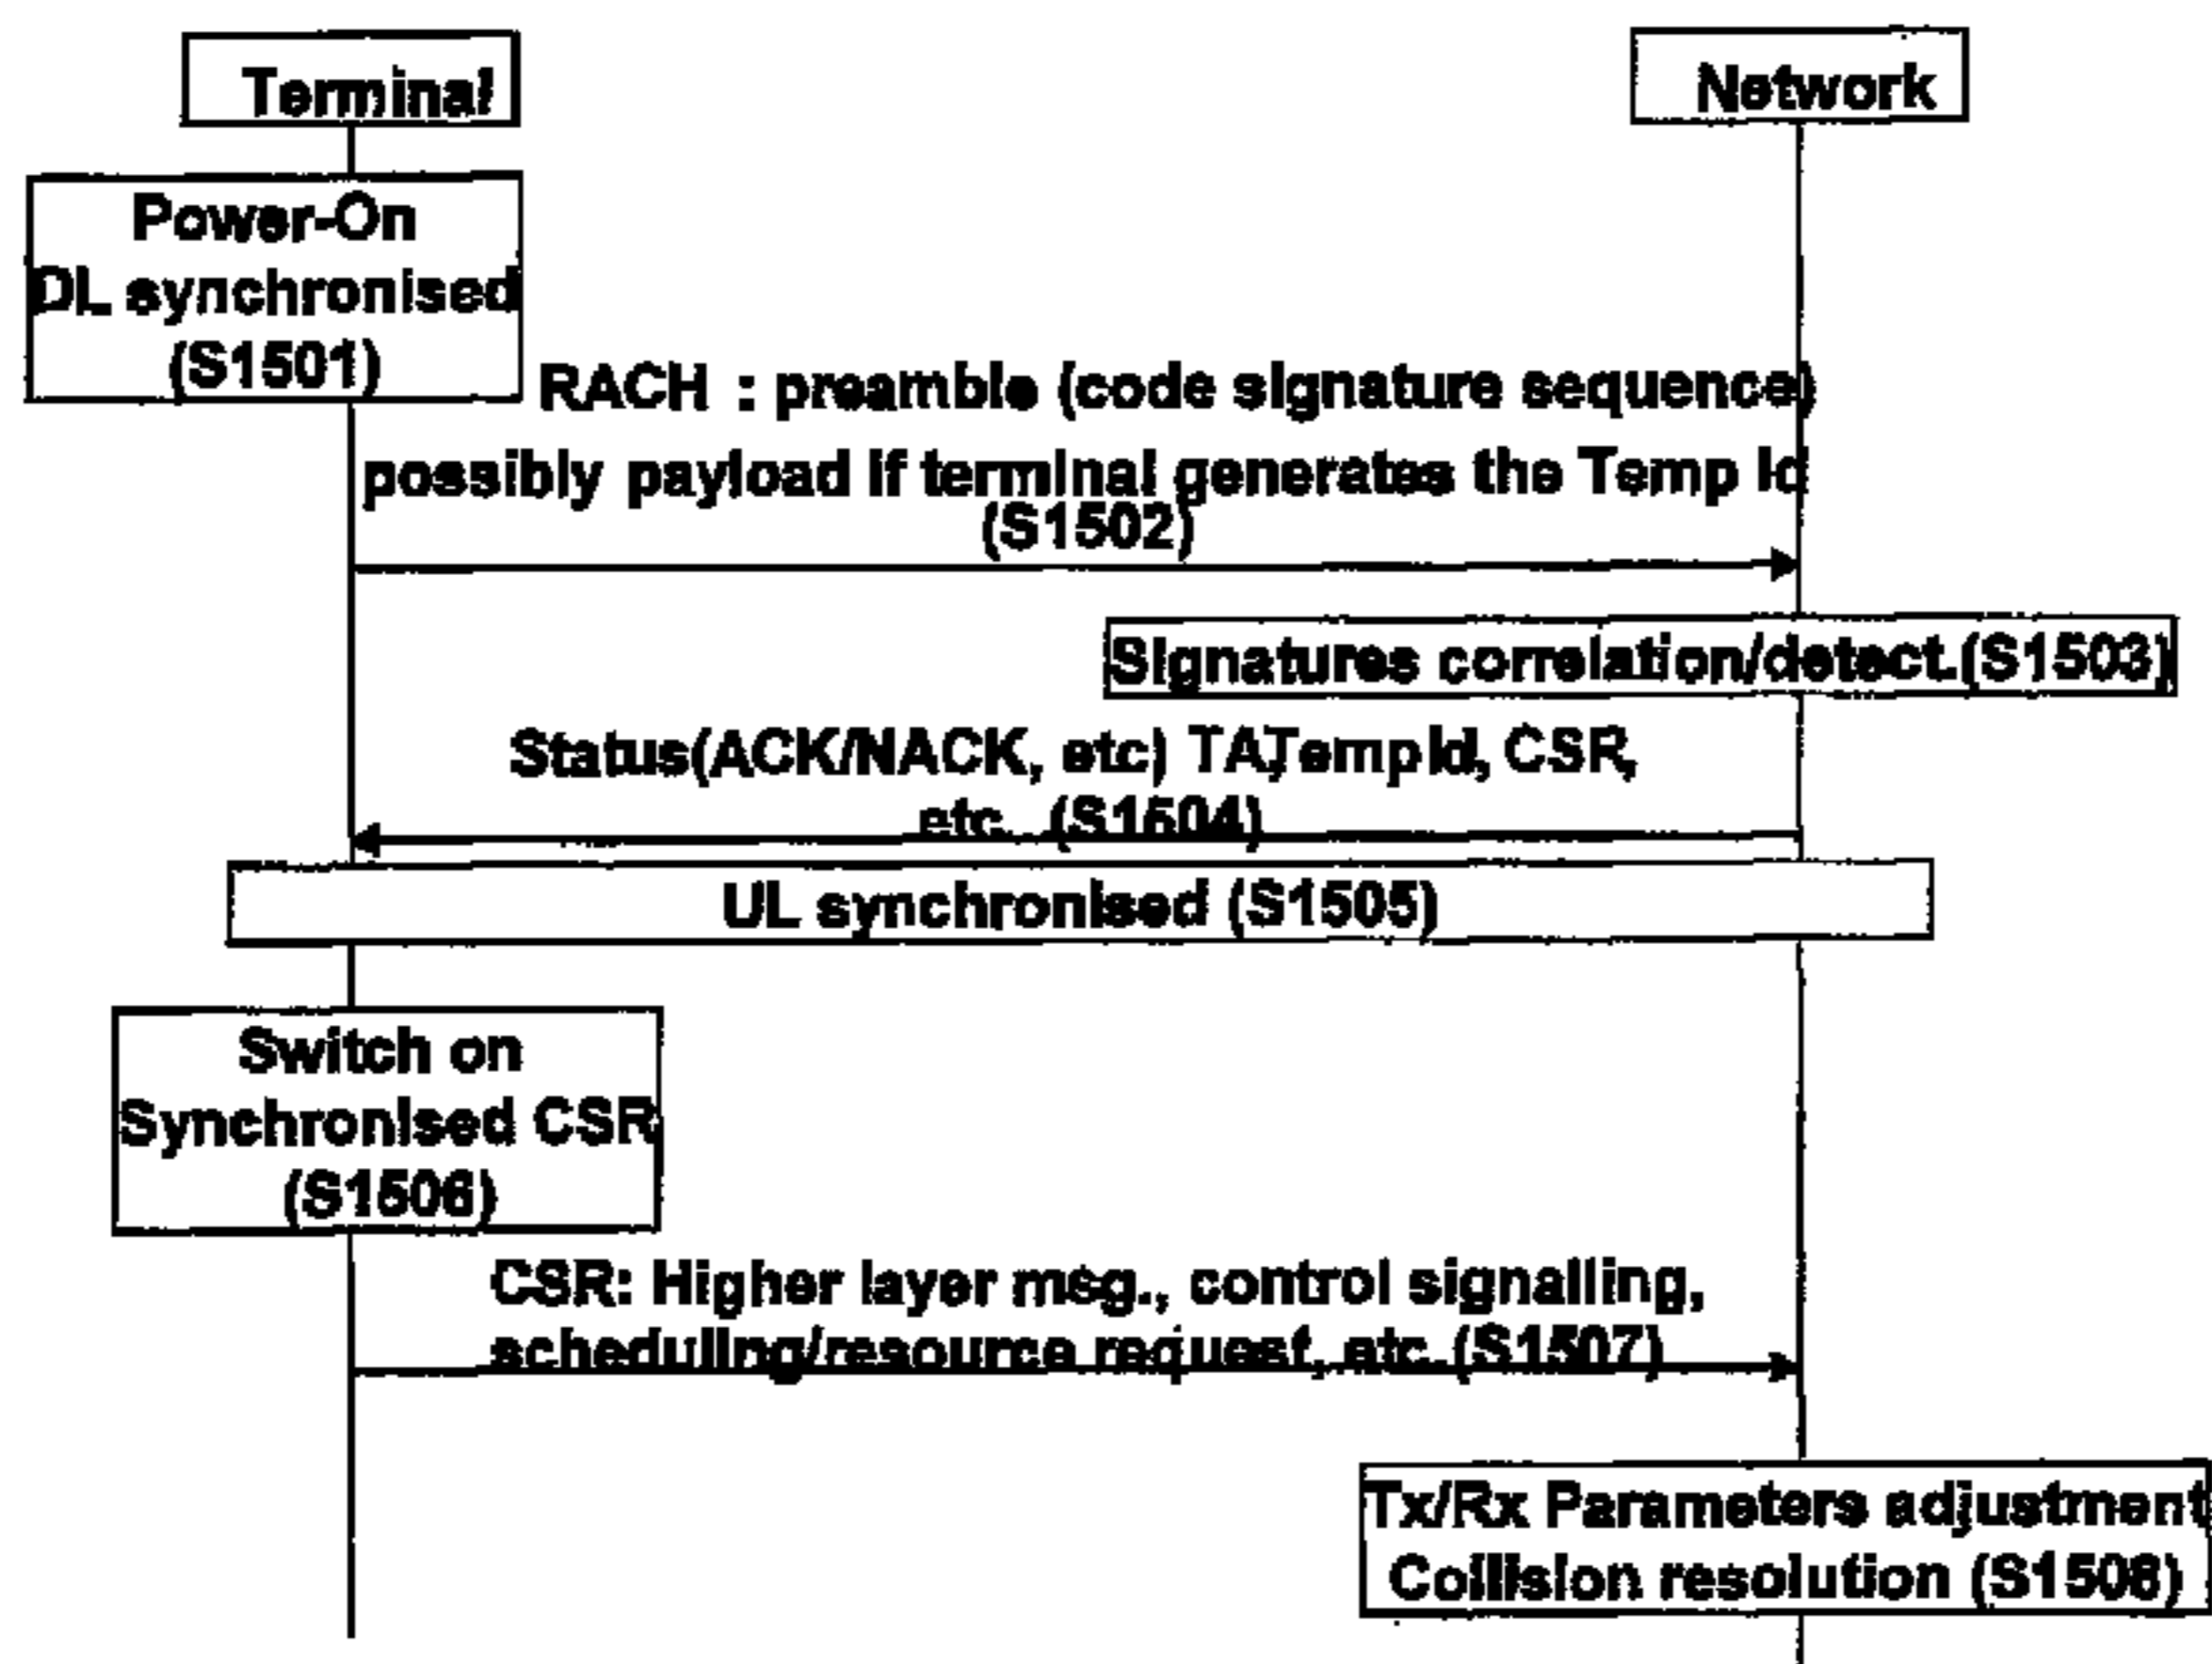 Terminal
Network
Power-On
DL synchronised
(S1501)
RACH : preamble (code signature sequence)
possibly payload if terminal generates the Temp Id
(S1502)
Signatures correlation/detect.(S1503)
Status(ACK/NACK, etc) TA,TempId, CSR,
etc. (S1504)
UL synchronised (S1505)
Switch on
Synchronised CSR
(S1506)
CSR: Higher layer msg., control signalling,
scheduling/resource request, etc.(S1507)
Tx/Rx Parameters adjustment
Collision resolution (S1508)